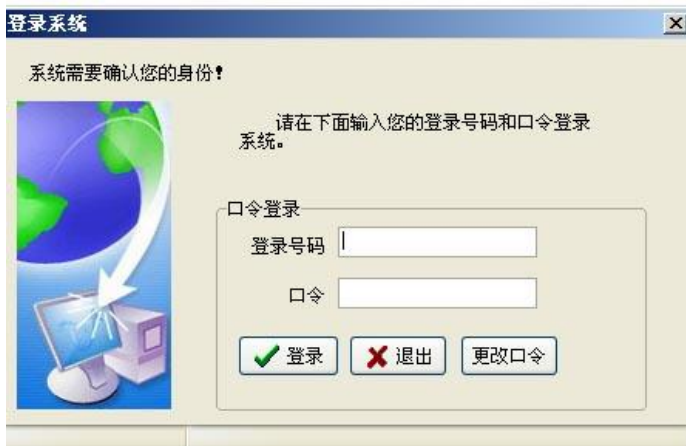 登录系统
系统需要确认您的身份!
请在下面输入您的登录号码和口令登录
系统。
口令登录
登录号码
口令
登录 退出 更改口令